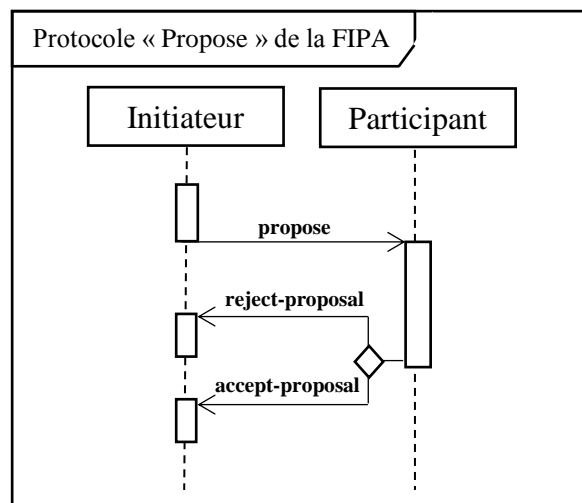 Protocole « Propose » de la FIPA
Initiateur
Participant
propose
reject-proposal
accept-proposal